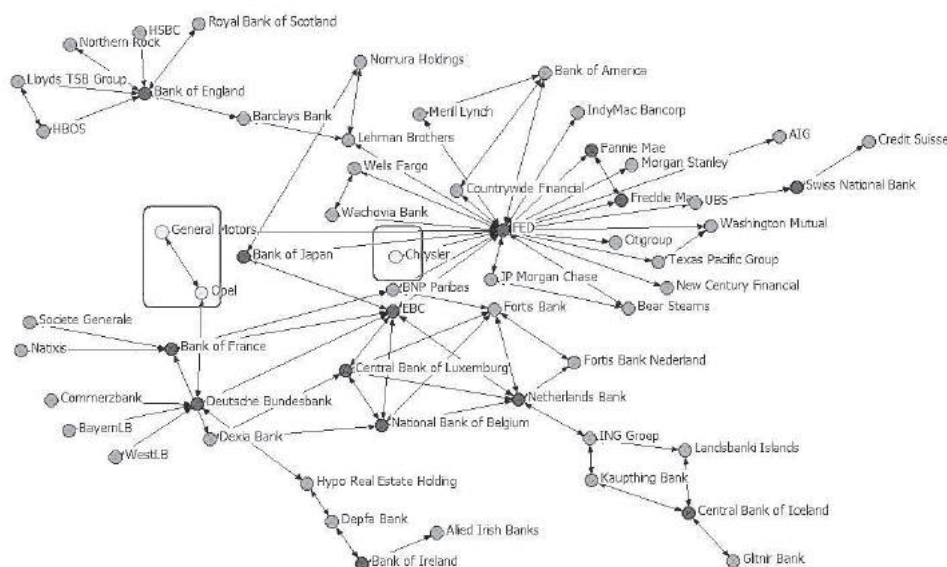 Royal Bank of Scotland
HSBC
Northern Rock
Lloyds TSB Group
Bank of England
HBOS
Barclays Bank
Nomura Holdings
Bank of America
Meril Lynch
IndyMac Bancorp
Lehman Brothers
AIG
Credit Suisse
Fannie Mae
Morgan Stanley
Wels Fargo
Countrywide Financial
Freddie Mac
UBS
Swiss National Bank
Wachovia Bank
General Motors
FED
Washington Mutual
Citigroup
Bank of Japan
Chrysler
Texas Pacific Group
JP Morgan Chase
New Century Financial
Opel
BNP Paribas
EBC
Fortis Bank
Bear Stearns
Societe Generale
Natixis
Bank of France
Central Bank of Luxemburg
Fortis Bank Nederland
Commerzbank
Deutsche Bundesbank
Netherlands Bank
BayernLB
Dexia Bank
National Bank of Belgium
WestLB
ING Groep
Landsbanki Islands
Hypo Real Estate Holding
Kaupthing Bank
Depfa Bank
Allied Irish Banks
Central Bank of Iceland
Bank of Ireland
Glitnir Bank